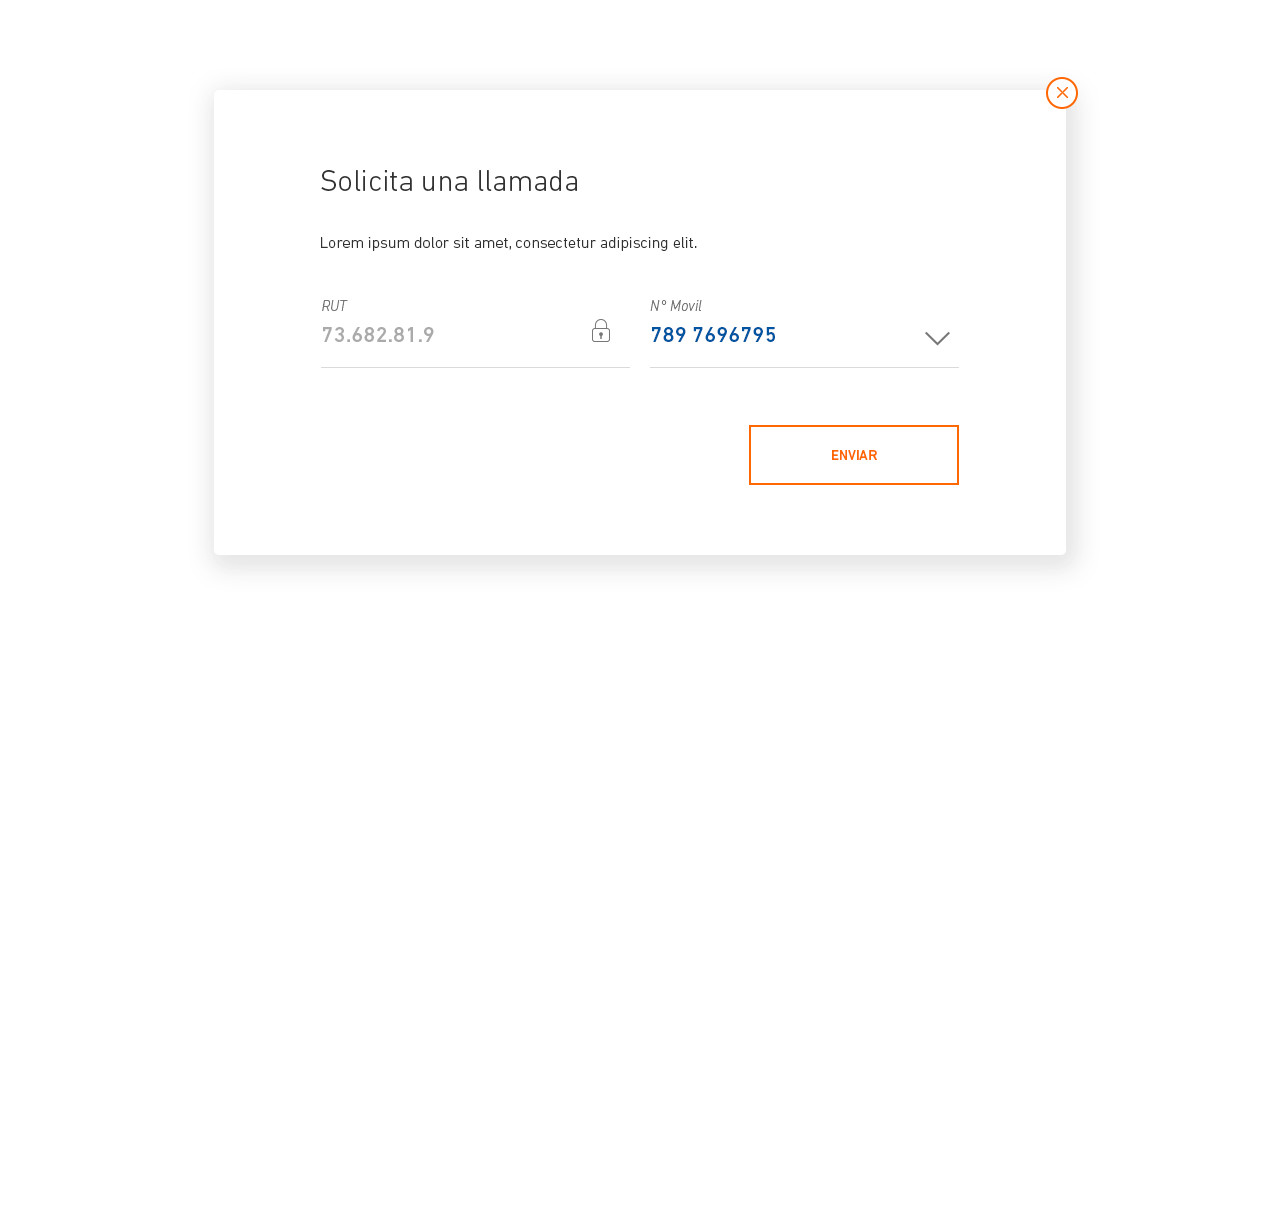 Solicita una llamada
Lorem ipsum dolor sit amet, consectetur adipiscing elit.
RUT
73.682.81.9
N° Movil
789 7696795
ENVIAR